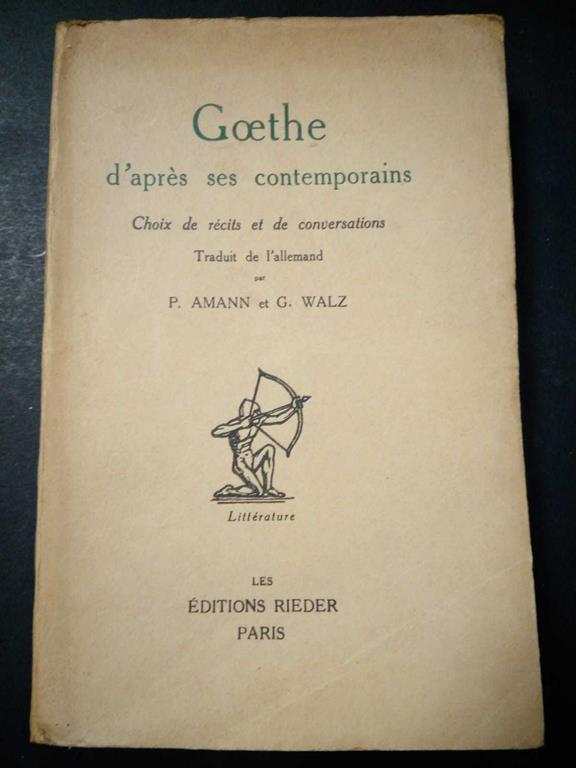 Gœthe
d'après ses contemporains
Choix de récits et de conversations
Traduit de l'allemand
par
P. AMANN et G. WALZ
Littérature
LES
ÉDITIONS RIEDER
PARIS